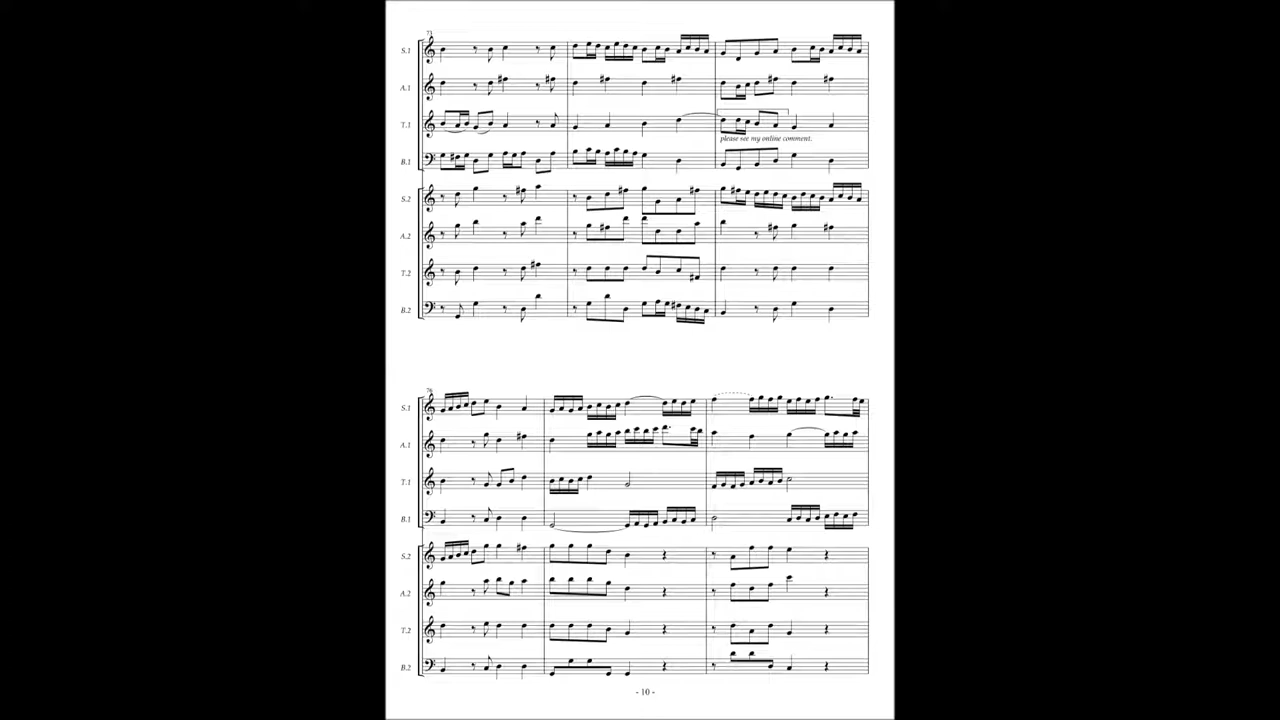 73
S.1
A.1
T.1
please see my online comment.
B.1
S.2
A.2
T.2
B.2
76
S.1
A.1
T.1
B.1
S.2
A.2
T.2
B.2
- 10 -